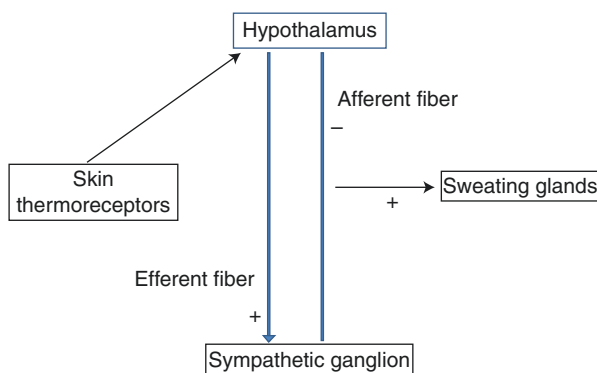 Hypothalamus
Afferent fiber
–
Skin
thermoreceptors
Sweating glands
+
Efferent fiber
+
Sympathetic ganglion